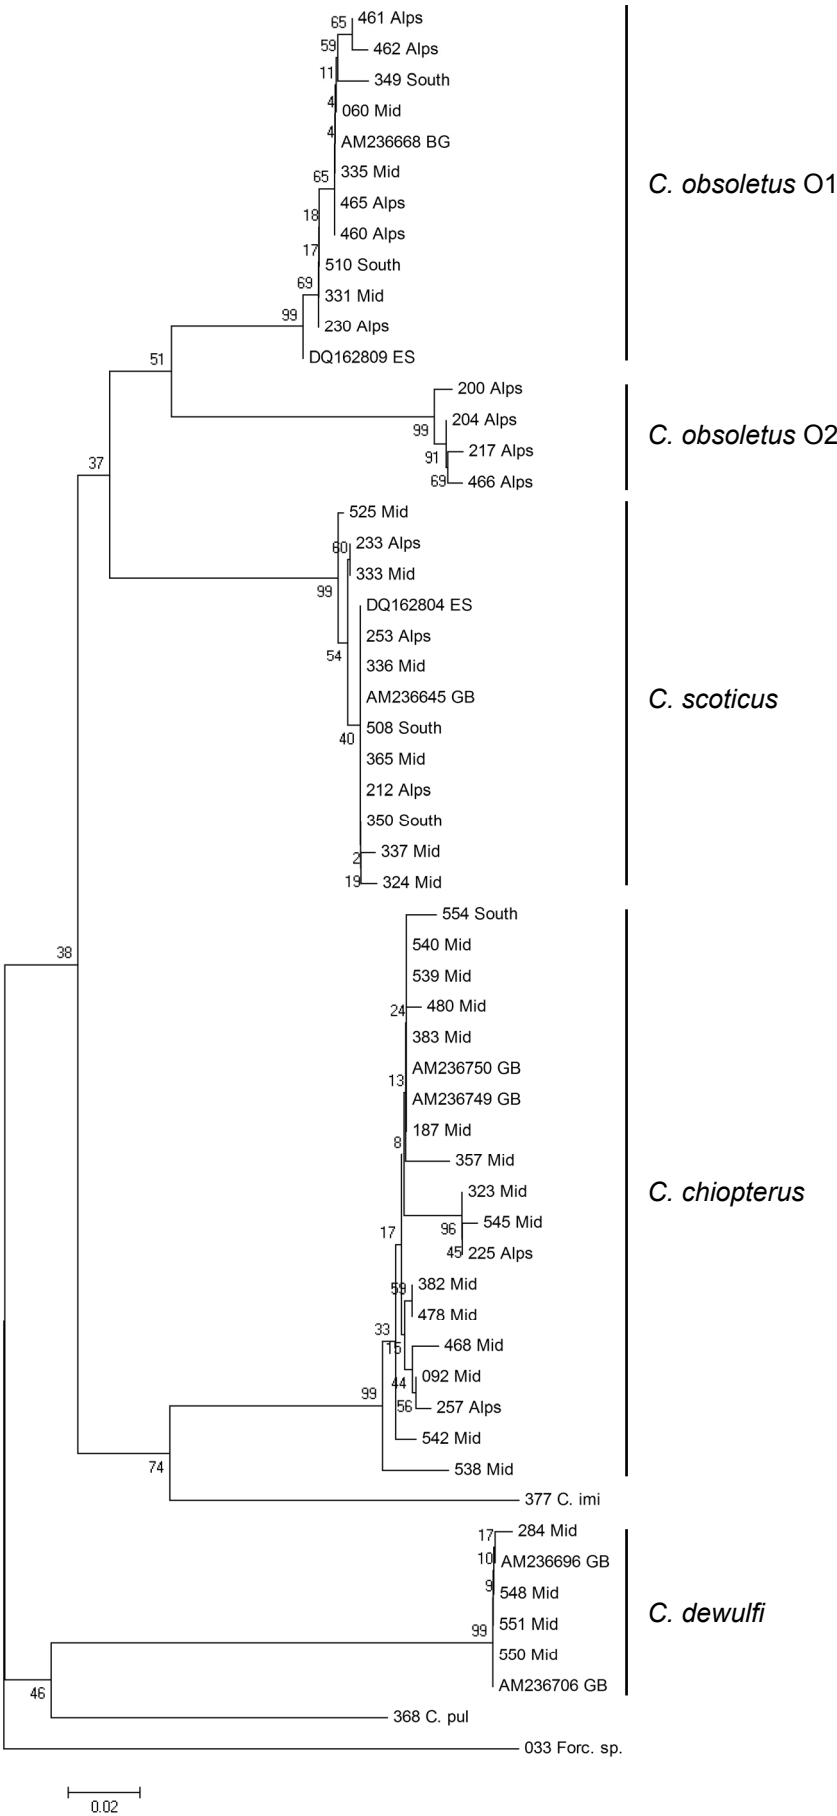 65
461 Alps
59
462 Alps
11
349 South
4
060 Mid
4
AM236668 BG
65
335 Mid
C. obsoletus O1
465 Alps
18
460 Alps
17
510 South
69
331 Mid
99
230 Alps
51
DQ162809 ES
200 Alps
204 Alps
99
C. obsoletus O2
217 Alps
91
37
466 Alps
69
525 Mid
60
233 Alps
333 Mid
99
DQ162804 ES
253 Alps
54
336 Mid
AM236645 GB
C. scoticus
508 South
40
365 Mid
212 Alps
350 South
337 Mid
2
324 Mid
19
554 South
540 Mid
38
539 Mid
480 Mid
24
383 Mid
AM236750 GB
13
AM236749 GB
187 Mid
8
357 Mid
323 Mid
C. chiopterus
545 Mid
96
17
225 Alps
45
382 Mid
59
478 Mid
33
468 Mid
15
092 Mid
44
99
257 Alps
56
542 Mid
74
538 Mid
377 C. imi
284 Mid
17
AM236696 GB
10
548 Mid
9
C. dewulfi
551 Mid
99
550 Mid
AM236706 GB
46
368 C. pul
033 Forc. sp.
0.02